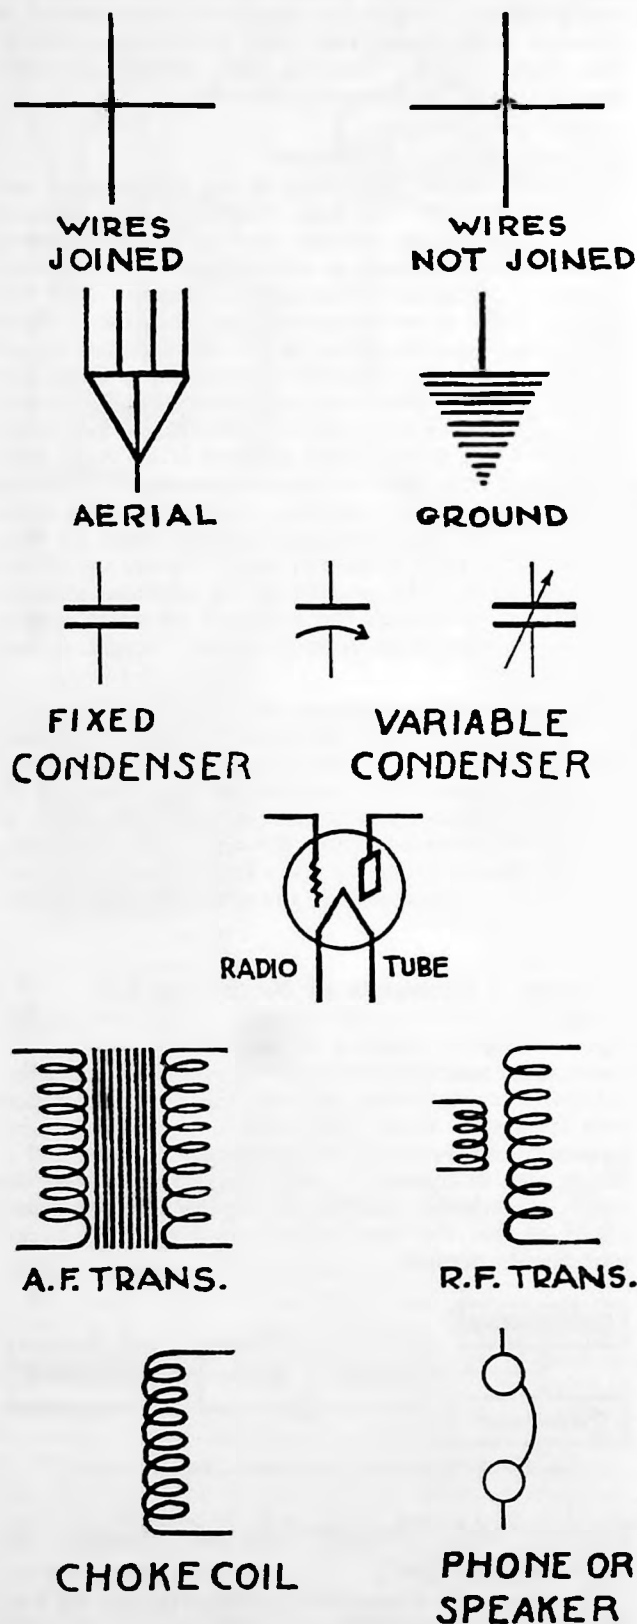 WIRES
JOINED
WIRES
NOT JOINED
AERIAL
GROUND
FIXED
CONDENSER
VARIABLE
CONDENSER
RADIO TUBE
A.F. TRANS.
R.F. TRANS.
CHOKE COIL
PHONE OR
SPEAKER